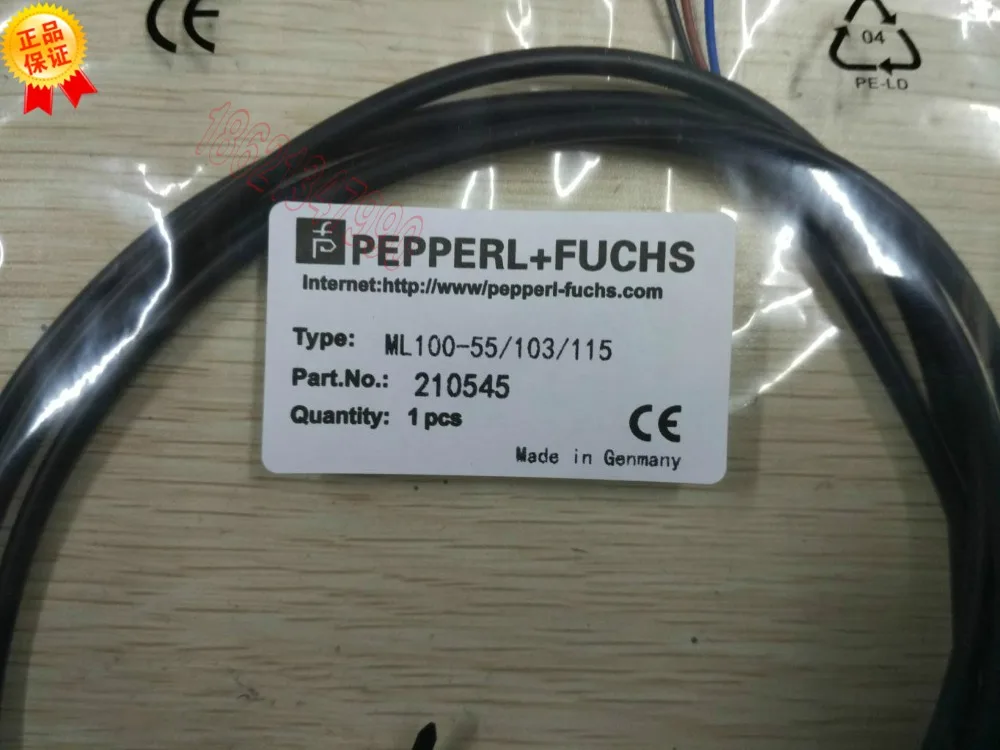 正品
保证
CE
04
PE-LD
PEPPERL+FUCHS
Internet:http://www/pepperl-fuchs.com
Type: ML100-55/103/115
Part.No.: 210545
Quantity: 1 pcs
CE
Made in Genmany